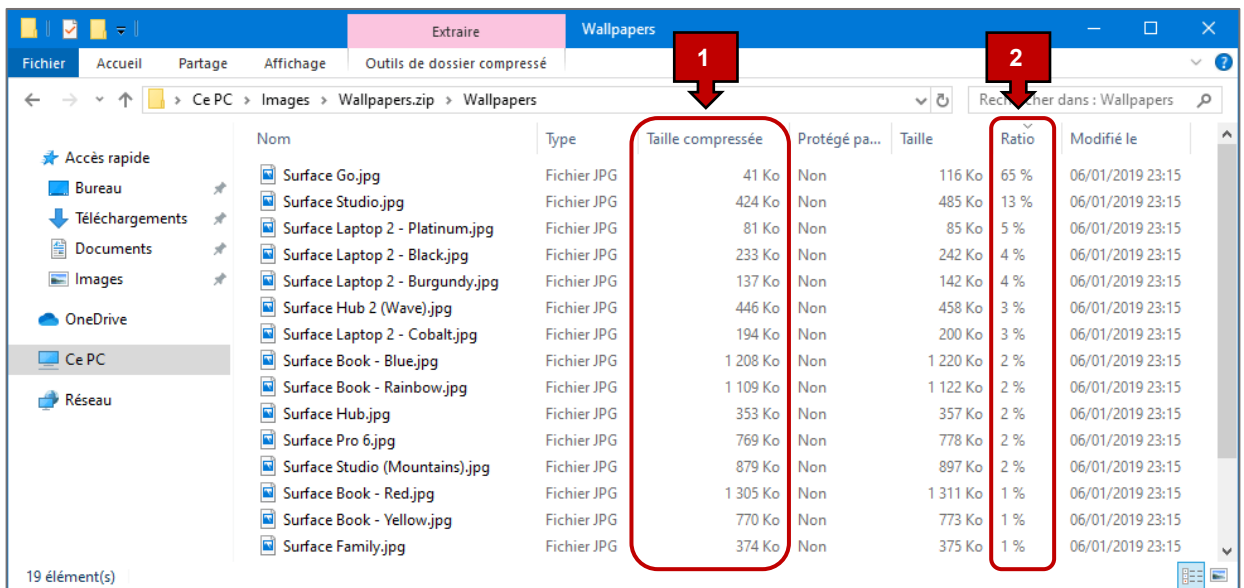 Extraire
Wallpapers
1
2
Fichier Accueil Partage Affichage Outils de dossier compressé
Ce PC > Images > Wallpapers.zip > Wallpapers
Rechercher dans : Wallpapers
Accès rapide
Bureau
Téléchargements
Documents
Images
OneDrive
Ce PC
Réseau
Nom Type Taille compressée Protégé pa... Taille Ratio Modifié le
Surface Go.jpg Fichier JPG 41 Ko Non 116 Ko 65 % 06/01/2019 23:15
Surface Studio.jpg Fichier JPG 424 Ko Non 485 Ko 13 % 06/01/2019 23:15
Surface Laptop 2 - Platinum.jpg Fichier JPG 81 Ko Non 85 Ko 5 % 06/01/2019 23:15
Surface Laptop 2 - Black.jpg Fichier JPG 233 Ko Non 242 Ko 4 % 06/01/2019 23:15
Surface Laptop 2 - Burgundy.jpg Fichier JPG 137 Ko Non 142 Ko 4 % 06/01/2019 23:15
Surface Hub 2 (Wave).jpg Fichier JPG 446 Ko Non 458 Ko 3 % 06/01/2019 23:15
Surface Laptop 2 - Cobalt.jpg Fichier JPG 194 Ko Non 200 Ko 3 % 06/01/2019 23:15
Surface Book - Blue.jpg Fichier JPG 1 208 Ko Non 1 220 Ko 2 % 06/01/2019 23:15
Surface Book - Rainbow.jpg Fichier JPG 1 109 Ko Non 1 122 Ko 2 % 06/01/2019 23:15
Surface Hub.jpg Fichier JPG 353 Ko Non 357 Ko 2 % 06/01/2019 23:15
Surface Pro 6.jpg Fichier JPG 769 Ko Non 778 Ko 2 % 06/01/2019 23:15
Surface Studio (Mountains).jpg Fichier JPG 879 Ko Non 897 Ko 2 % 06/01/2019 23:15
Surface Book - Red.jpg Fichier JPG 1 305 Ko Non 1 311 Ko 1 % 06/01/2019 23:15
Surface Book - Yellow.jpg Fichier JPG 770 Ko Non 773 Ko 1 % 06/01/2019 23:15
Surface Family.jpg Fichier JPG 374 Ko Non 375 Ko 1 % 06/01/2019 23:15
19 élément(s)